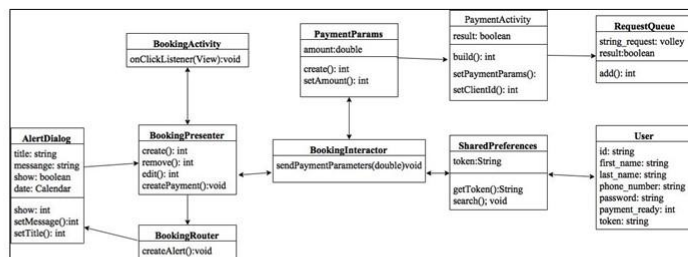 BookingActivity
onClickListener(View):void
PaymentParams
amount:double
create(): int
setAmount(): int
PaymentActivity
result: boolean
build(): int
setPaymentParams():
setClientId(): int
RequestQueue
string_request: volley
result:boolean
add(): int
AlertDialog
title: string
messange: string
show: boolean
date: Calendar
show: int
setMessage():int
setTitle(): int
BookingPresenter
create(): int
remove(): int
edit(): int
createPayment():void
BookingInteractor
sendPaymentParameters(double)void
SharedPreferences
token:String
getToken():String
search(); void
User
id: string
first_name: string
last_name: string
phone_number: string
password: string
payment_ready: int
token: string
BookingRouter
createAlert():void